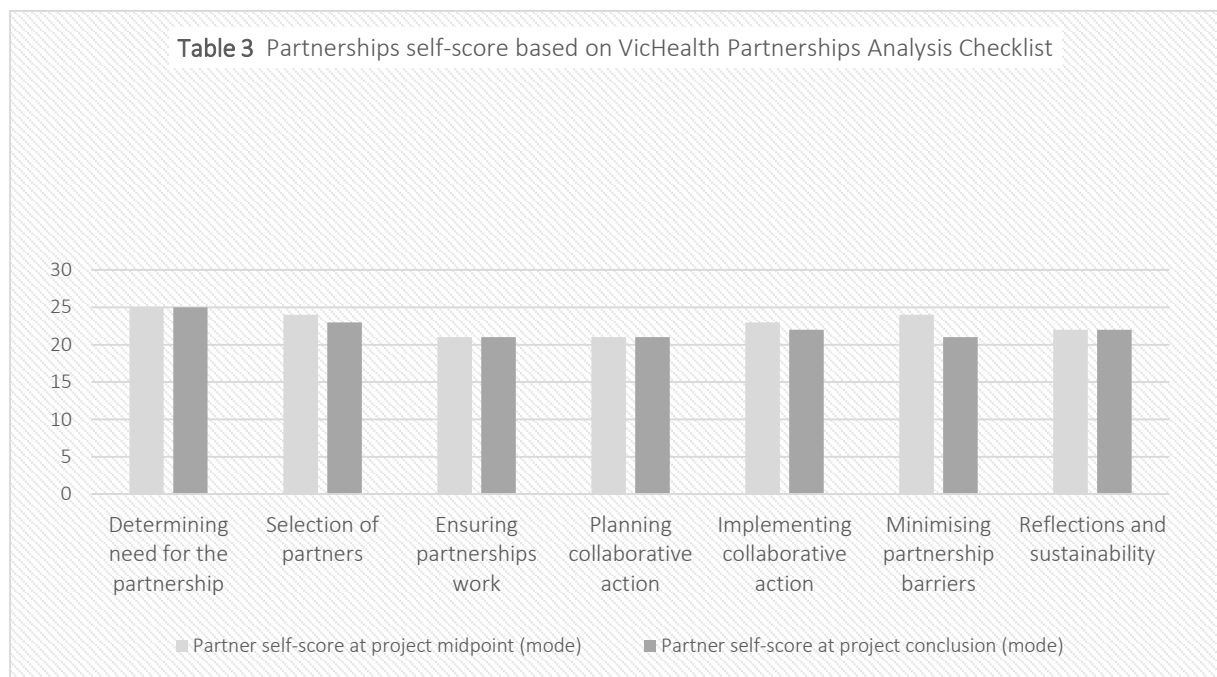 Table 3 Partnerships self-score based on VicHealth Partnerships Analysis Checklist
30
25
20
15
10
5
0
Determining need for the partnership
Selection of partners
Ensuring partnerships work
Planning collaborative action
Implementing collaborative action
Minimising partnership barriers
Reflections and sustainability
Partner self-score at project midpoint (mode)
Partner self-score at project conclusion (mode)